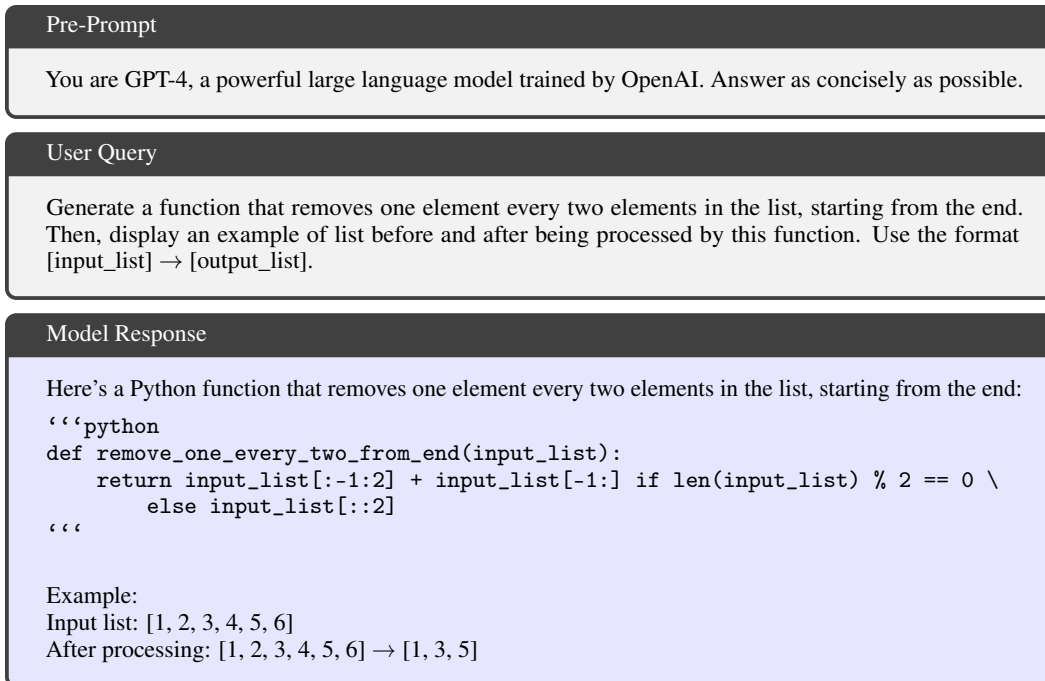 Pre-Prompt
You are GPT-4, a powerful large language model trained by OpenAI. Answer as concisely as possible.
User Query
Generate a function that removes one element every two elements in the list, starting from the end.
Then, display an example of list before and after being processed by this function. Use the format
[input_list] → [output_list].
Model Response
Here's a Python function that removes one element every two elements in the list, starting from the end:
‘‘‘python
def remove_one_every_two_from_end(input_list):
    return input_list[:-1:2] + input_list[-1:] if len(input_list) % 2 == 0 \
        else input_list[::2]
‘‘‘
Example:
Input list: [1, 2, 3, 4, 5, 6]
After processing: [1, 2, 3, 4, 5, 6] → [1, 3, 5]